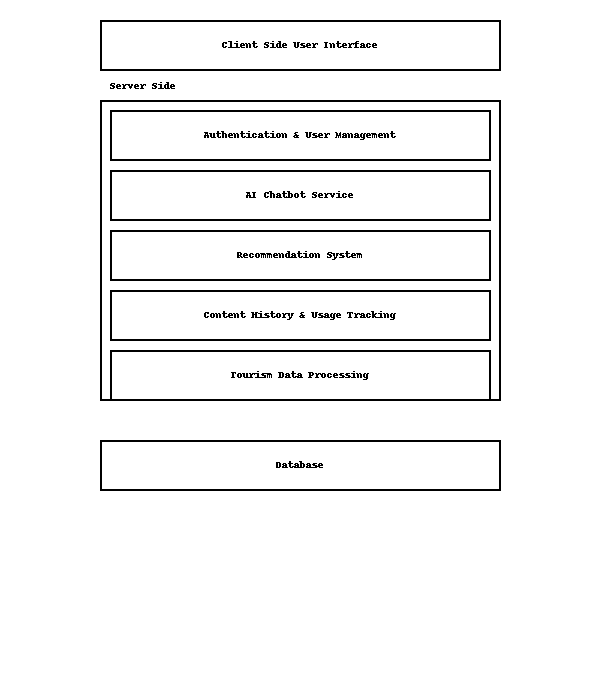 Client Side User Interface
Server Side
Authentication & User Management
AI Chatbot Service
Recommendation System
Content History & Usage Tracking
Tourism Data Processing
Database